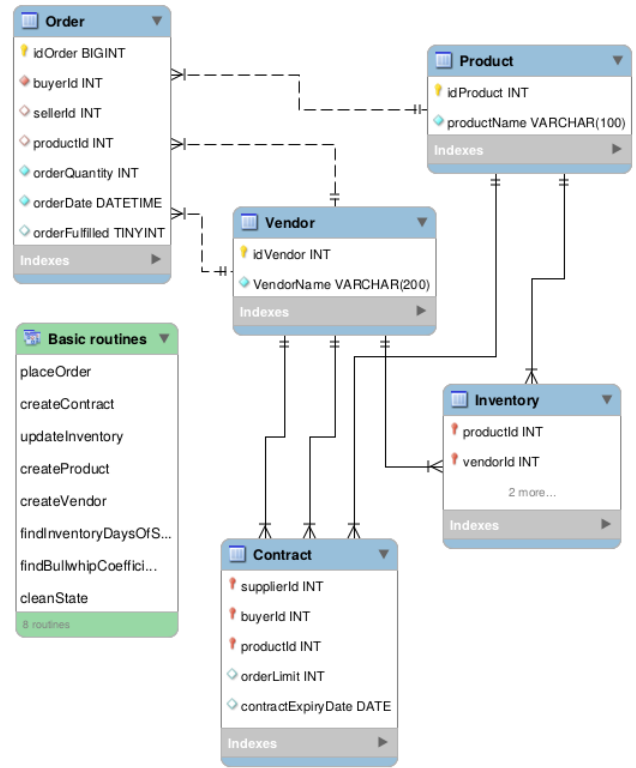 Order
idOrder BIGINT
buyerId INT
sellerId INT
productId INT
orderQuantity INT
orderDate DATETIME
orderFulfilled TINYINT
Indexes
Product
idProduct INT
productName VARCHAR(100)
Indexes
Vendor
idVendor INT
VendorName VARCHAR(200)
Indexes
Basic routines
placeOrder
createContract
updateInventory
createProduct
createVendor
findInventoryDaysOfS...
findBullwhipCoeffici...
cleanState
8 routines
Inventory
productId INT
vendorId INT
2 more...
Indexes
Contract
supplierId INT
buyerId INT
productId INT
orderLimit INT
contractExpiryDate DATE
Indexes